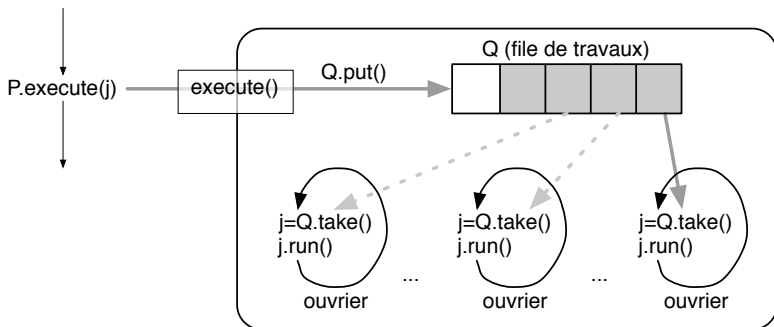 Q (file de travaux)
Q.put()
P.execute(j)
execute()
j=Q.take()
j.run()
ouvrier
...
j=Q.take()
j.run()
ouvrier
...
j=Q.take()
j.run()
ouvrier